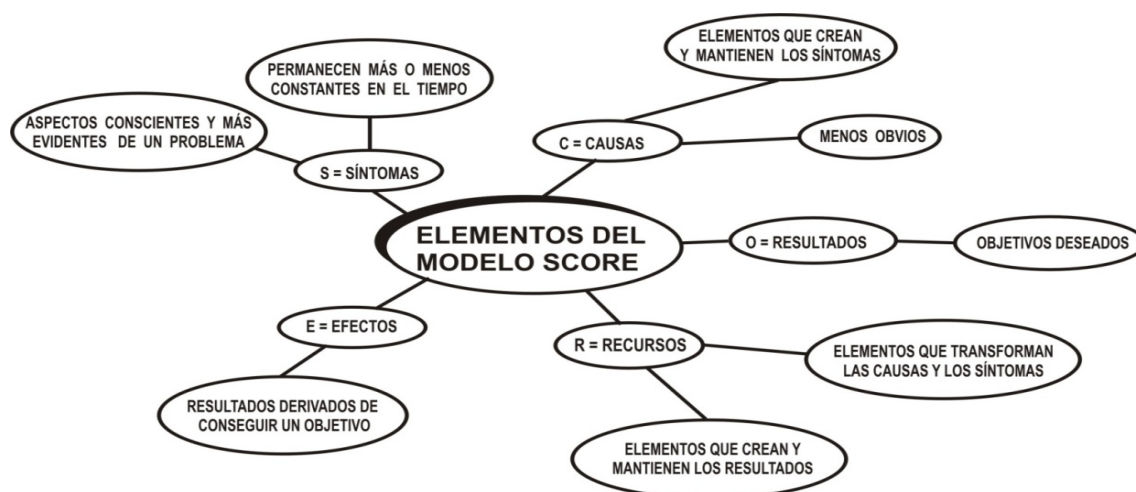 ELEMENTOS DEL
MODELO SCORE
S = SÍNTOMAS
ASPECTOS CONSCIENTES Y MÁS
EVIDENTES DE UN PROBLEMA
PERMANECEN MÁS O MENOS
CONSTANTES EN EL TIEMPO
C = CAUSAS
ELEMENTOS QUE CREAN
Y MANTIENEN LOS SÍNTOMAS
MENOS OBVIOS
O = RESULTADOS
OBJETIVOS DESEADOS
R = RECURSOS
ELEMENTOS QUE TRANSFORMAN
LAS CAUSAS Y LOS SÍNTOMAS
ELEMENTOS QUE CREAN Y
MANTIENEN LOS RESULTADOS
E = EFECTOS
RESULTADOS DERIVADOS DE
CONSEGUIR UN OBJETIVO